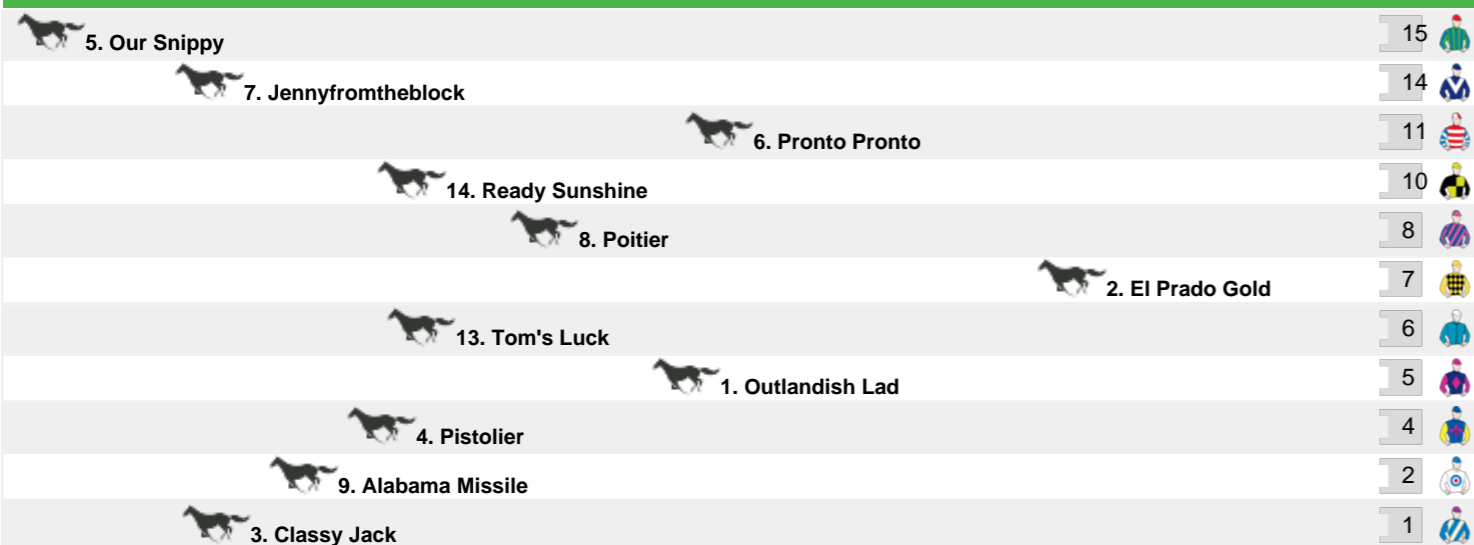 5. Our Snippy 15
7. Jennyfromtheblock 14
6. Pronto Pronto 11
14. Ready Sunshine 10
8. Poitier 8
2. El Prado Gold 7
13. Tom's Luck 6
1. Outlandish Lad 5
4. Pistolier 4
9. Alabama Missile 2
3. Classy Jack 1